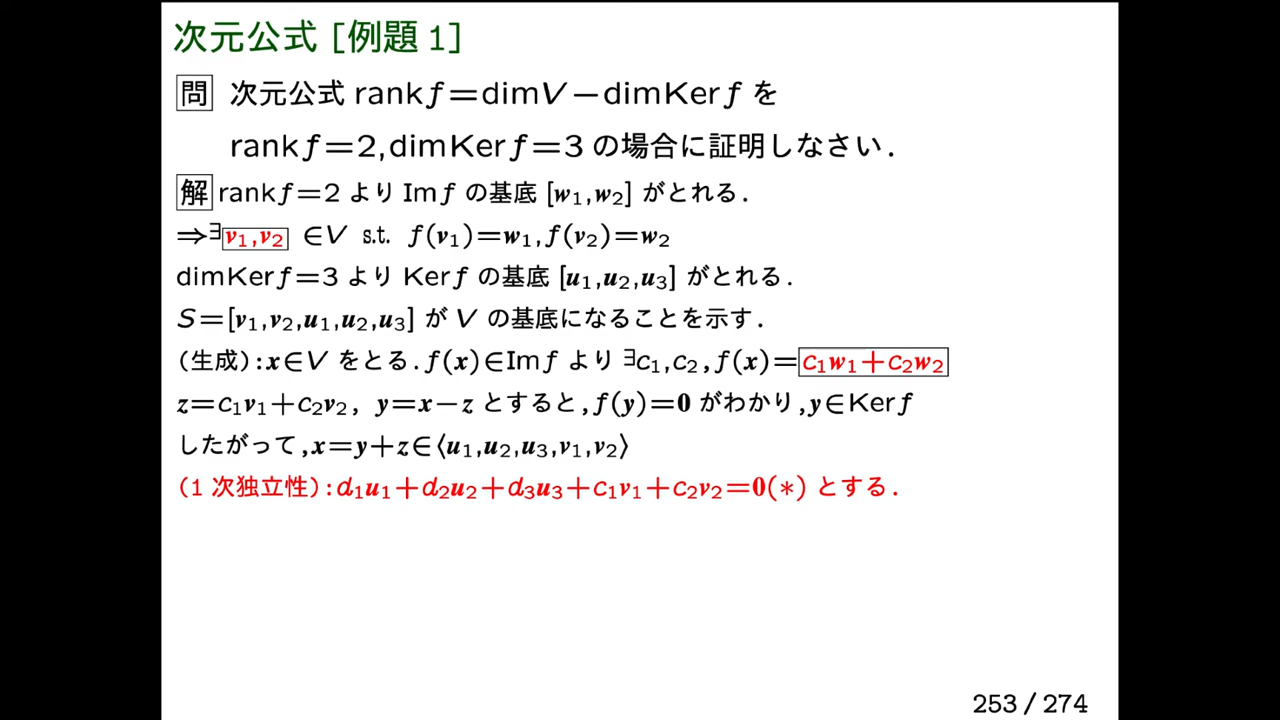 次元公式 [例題 1]
問 次元公式 rank f=dimV−dimKer f を
rank f=2,dimKer f=3 の場合に証明しなさい.
解 rank f=2 より Im f の基底 [w₁,w₂] がとれる.
⇒∃v₁,v₂ ∈V s.t. f(v₁)=w₁,f(v₂)=w₂
dimKer f=3 より Ker f の基底 [u₁,u₂,u₃] がとれる.
S=[v₁,v₂,u₁,u₂,u₃] が V の基底になることを示す.
(生成):x∈V をとる.f(x)∈Im f より ∃c₁,c₂,f(x)=c₁w₁+c₂w₂
z=c₁v₁+c₂v₂, y=x−z とすると,f(y)=0 がわかり,y∈Ker f
したがって,x=y+z∈⟨u₁,u₂,u₃,v₁,v₂⟩
(1 次独立性):d₁u₁+d₂u₂+d₃u₃+c₁v₁+c₂v₂=0(∗) とする.
253 / 274